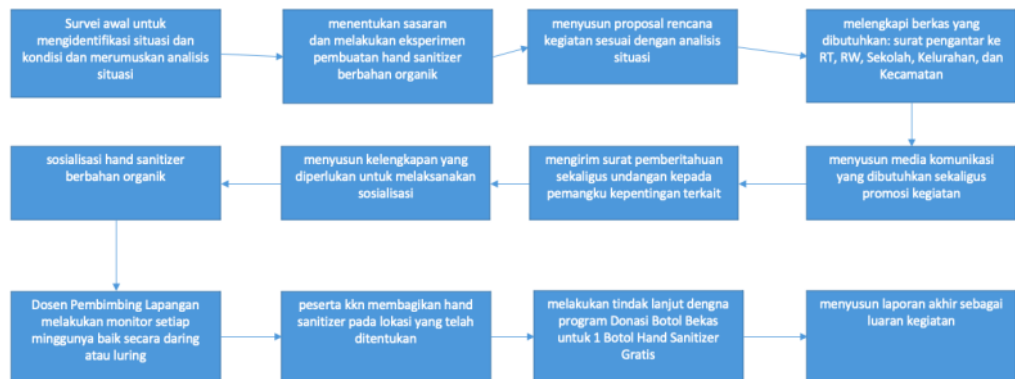 Survei awal untuk
mengidentifikasi situasi dan
kondisi dan merumuskan analisis
situasi
menentukan sasaran
dan melakukan eksperimen
pembuatan hand sanitizer
berbahan organik
menyusun proposal rencana
kegiatan sesuai dengan analisis
situasi
melengkapi berkas yang
dibutuhkan: surat pengantar ke
RT, RW, Sekolah, Kelurahan, dan
Kecamatan
menyusun media komunikasi
yang dibutuhkan sekaligus
promosi kegiatan
mengirim surat pemberitahuan
sekaligus undangan kepada
pemangku kepentingan terkait
menyusun kelengkapan yang
diperlukan untuk melaksanakan
sosialisasi
sosialisasi hand sanitizer
berbahan organik
Dosen Pembimbing Lapangan
melakukan monitor setiap
minggunya baik secara daring
atau luring
peserta kkn membagikan hand
sanitizer pada lokasi yang telah
ditentukan
melakukan tindak lanjut dengna
program Donasi Botol Bekas
untuk 1 Botol Hand Sanitizer
Gratis
menyusun laporan akhir sebagai
luaran kegiatan